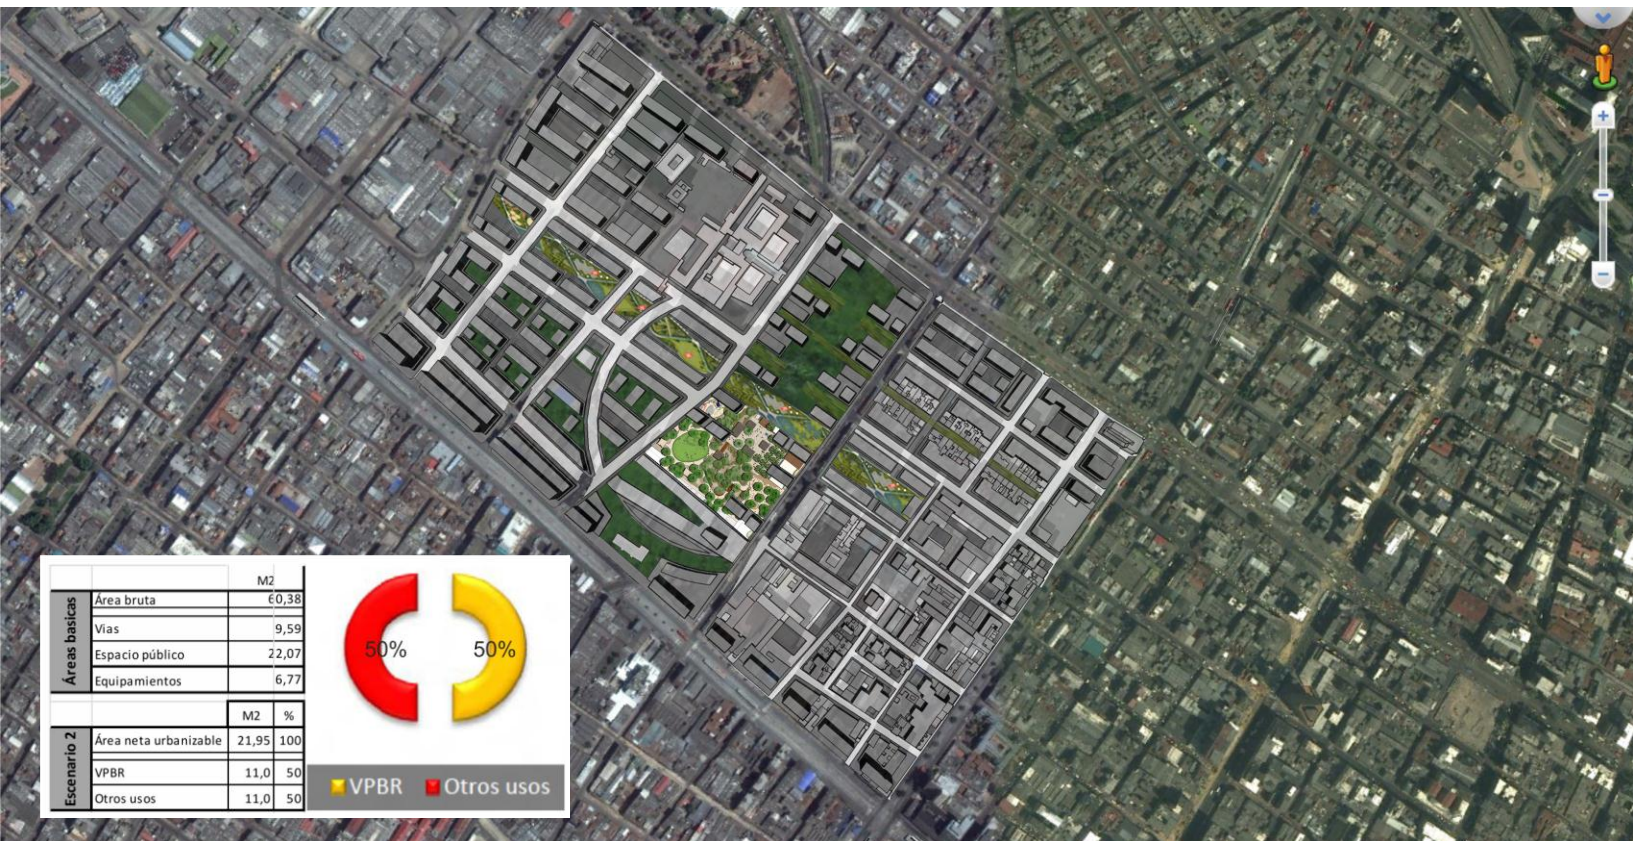 M2
Áreas basicas
Área bruta 60,38
Vias 9,59
Espacio público 22,07
Equipamientos 6,77
M2 %
Escenario 2
Área neta urbanizable 21,95 100
VPBR 11,0 50
Otros usos 11,0 50
50% 50%
VPBR Otros usos